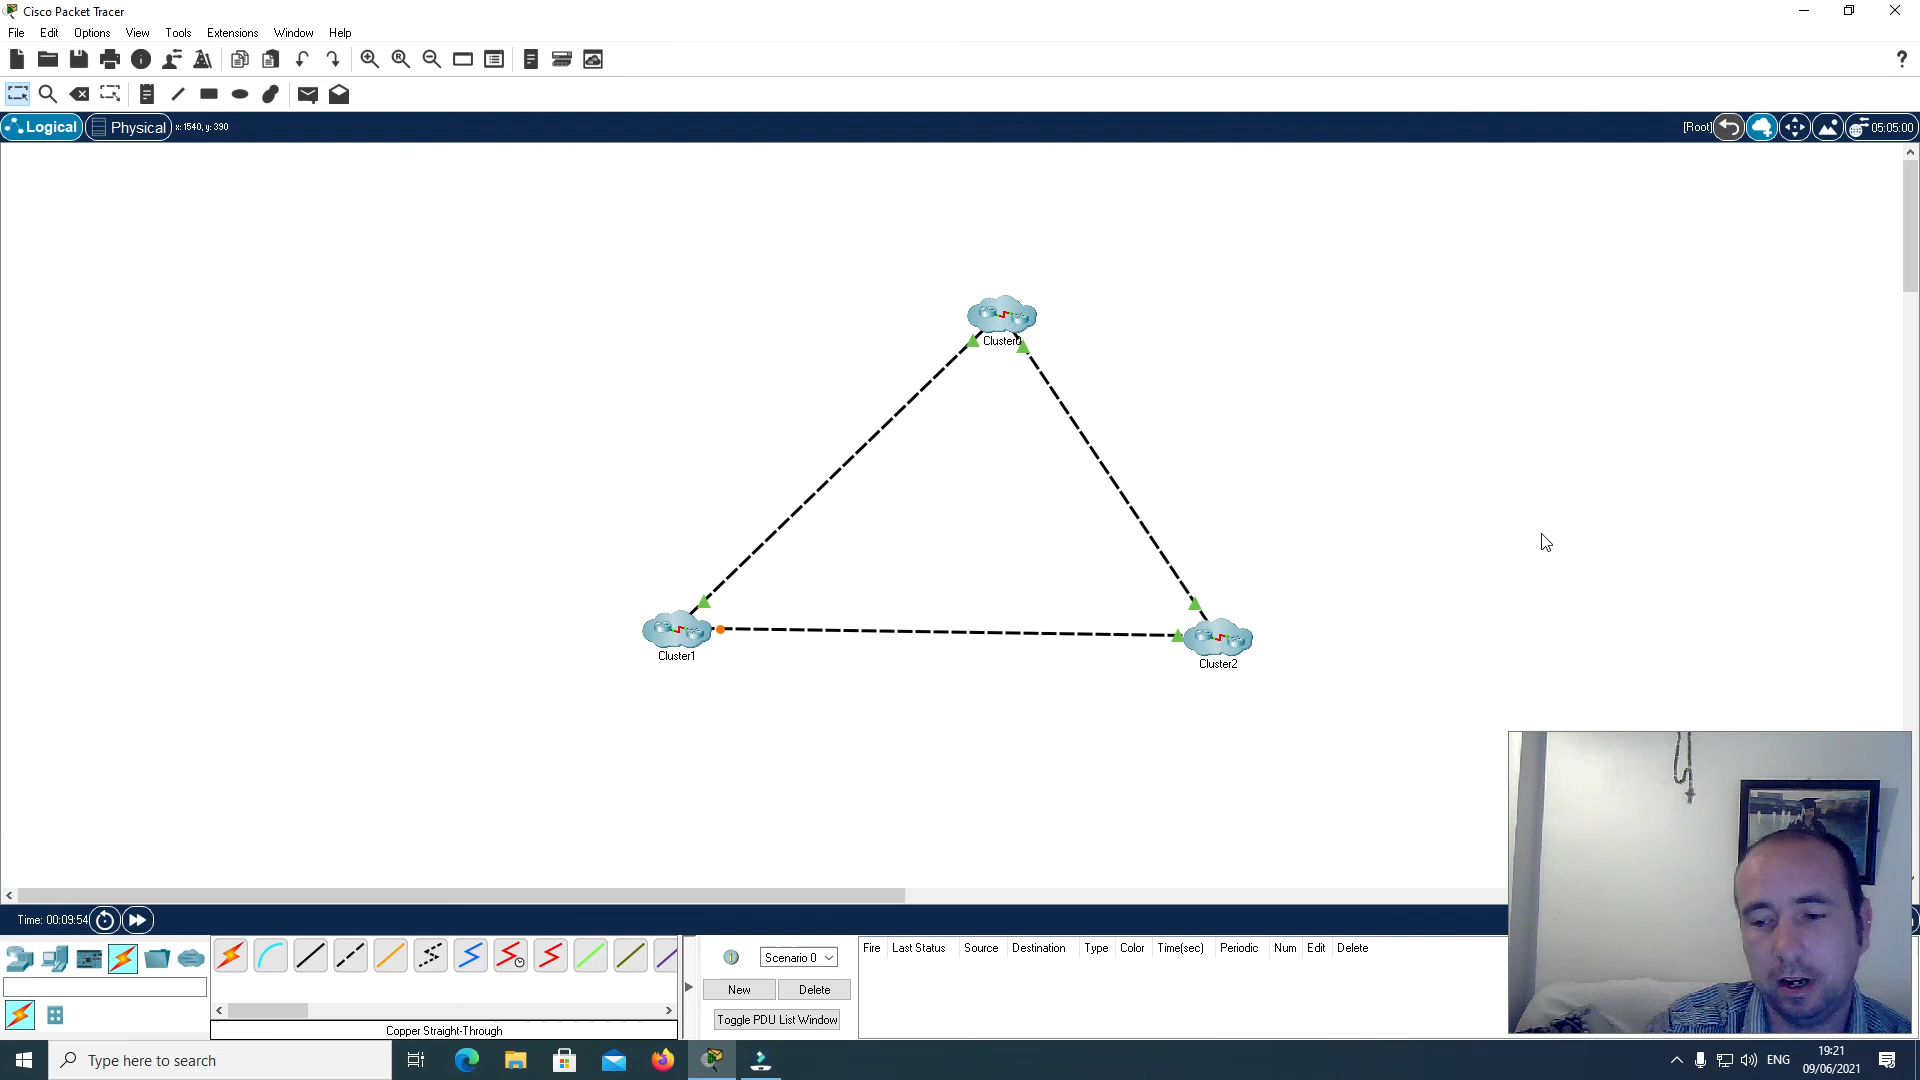 Cisco Packet Tracer
File Edit Options View Tools Extensions Window Help
Logical Physical x: 1540, y: 390 [Root] 05:05:00
Cluster0
Cluster1
Cluster2
Time: 00:09:54
Scenario 0
Fire Last Status Source Destination Type Color Time(sec) Periodic Num Edit Delete
New Delete
Toggle PDU List Window
Copper Straight-Through
Type here to search
ENG
19:21
09/06/2021